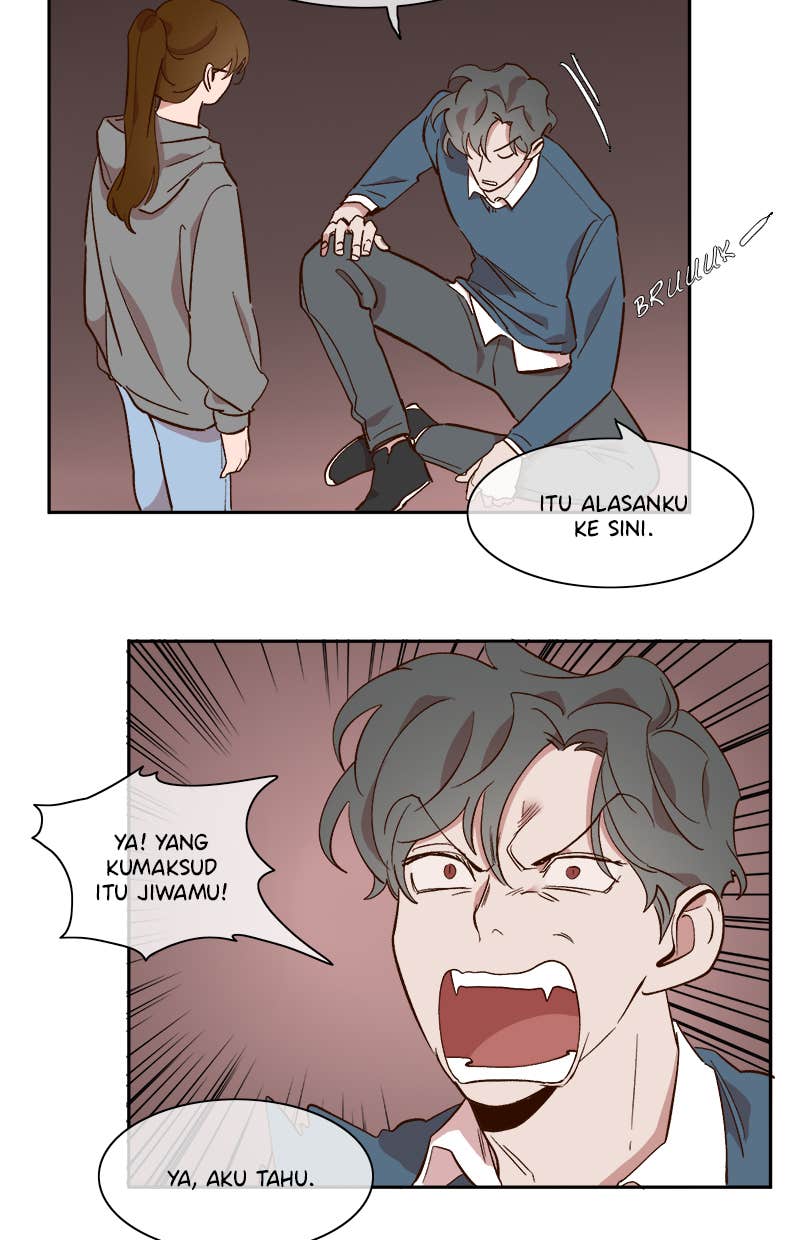 BRUUUK
ITU ALASANKU
KE SINI.
YA! YANG
KUMAKSUD
ITU JIWAMU!
YA, AKU TAHU.